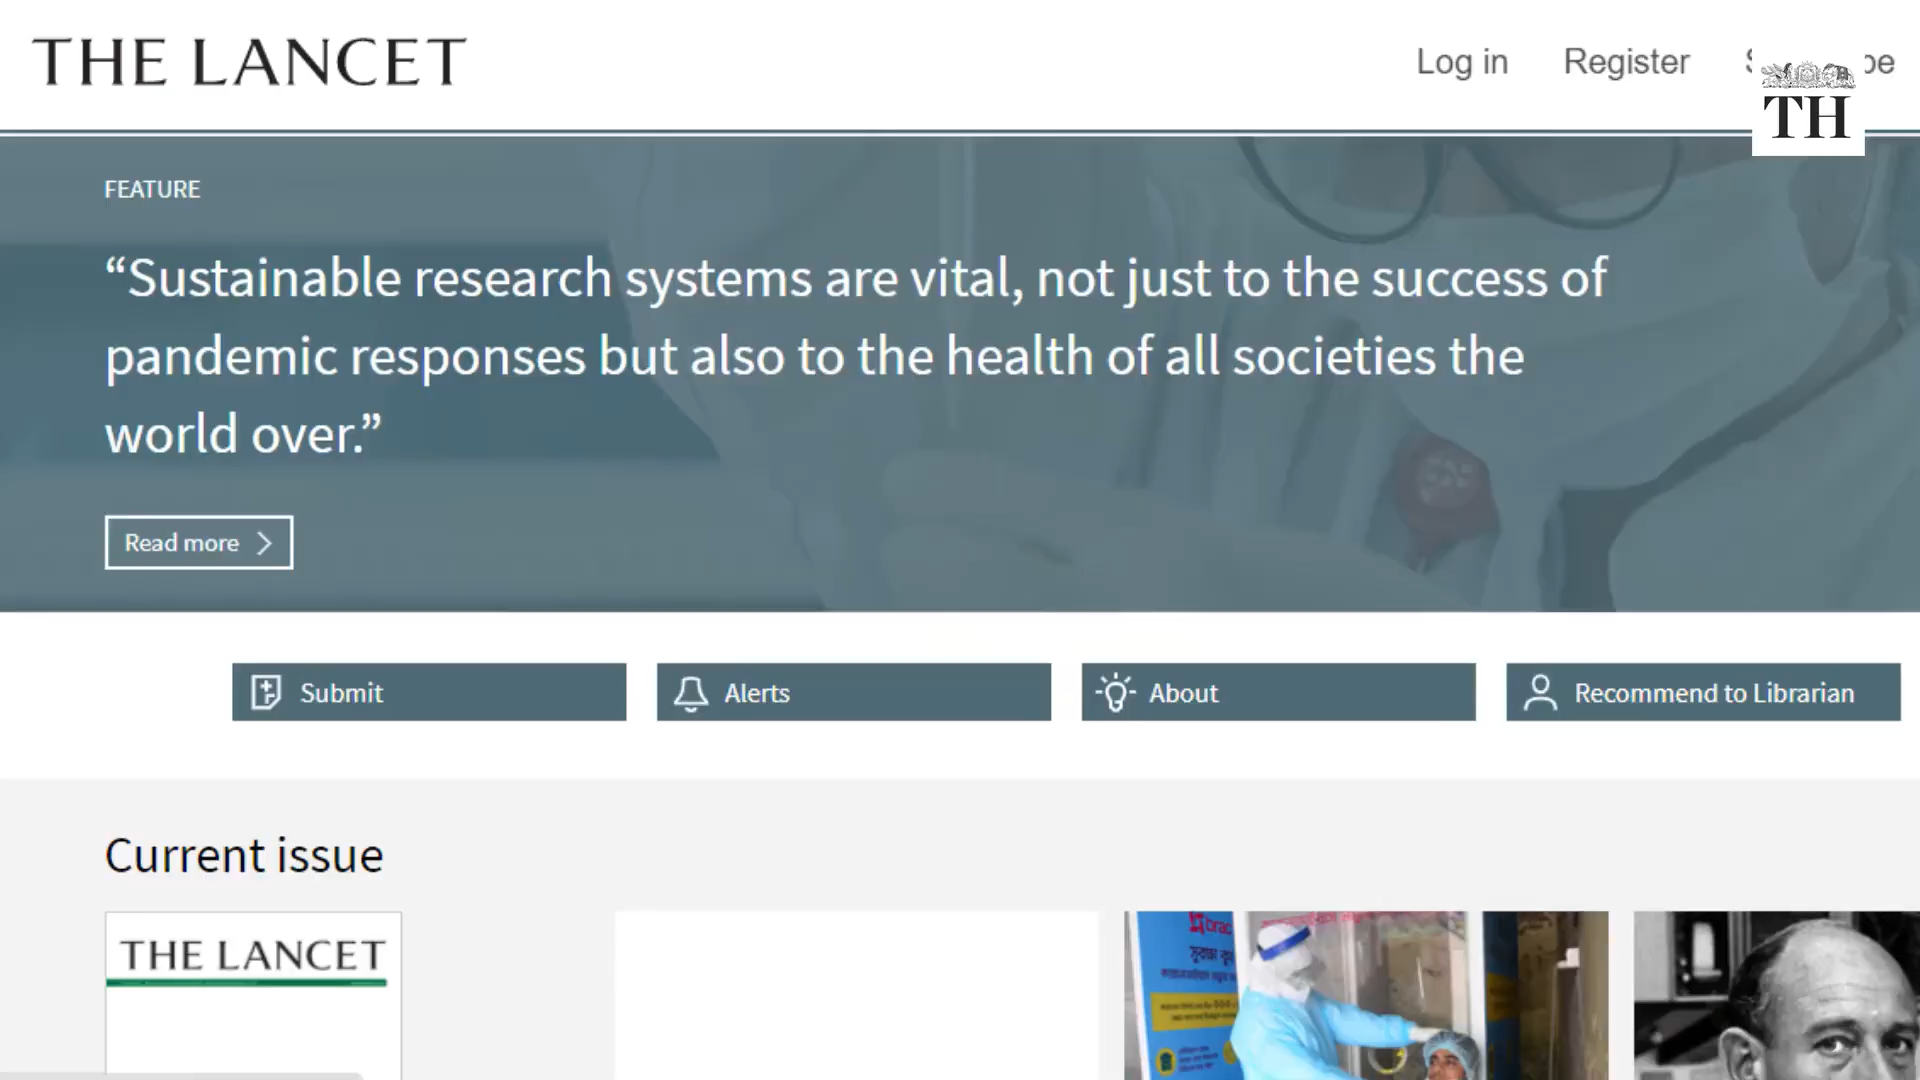 THE LANCET
Log in
Register
TH
FEATURE
“Sustainable research systems are vital, not just to the success of
pandemic responses but also to the health of all societies the
world over.”
Read more
Submit
Alerts
About
Recommend to Librarian
Current issue
THE LANCET
brac